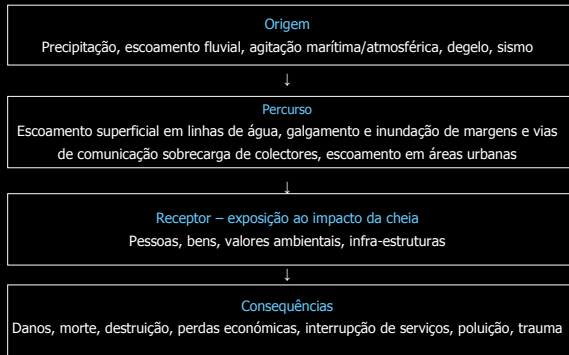 Origem
Precipitação, escoamento fluvial, agitação marítima/atmosférica, degelo, sismo
↓
Percurso
Escoamento superficial em linhas de água, galgamento e inundação de margens e vias
de comunicação sobrecarga de colectores, escoamento em áreas urbanas
↓
Receptor – exposição ao impacto da cheia
Pessoas, bens, valores ambientais, infra-estruturas
↓
Consequências
Danos, morte, destruição, perdas económicas, interrupção de serviços, poluição, trauma